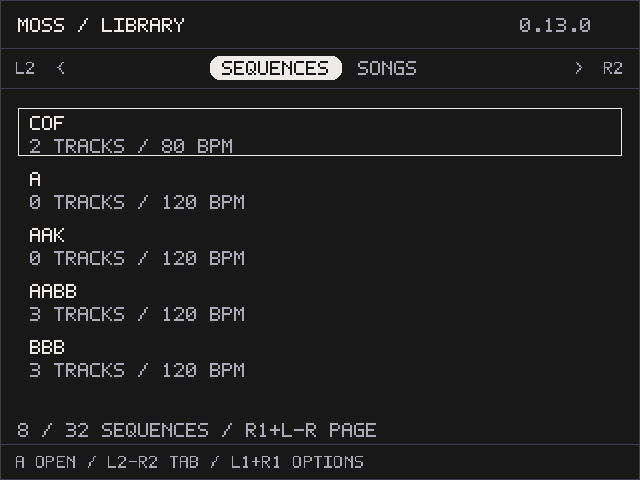 MOSS / LIBRARY 0.13.0
L2 < SEQUENCES SONGS > R2
COF
2 TRACKS / 80 BPM
A
0 TRACKS / 120 BPM
AAK
0 TRACKS / 120 BPM
AABB
3 TRACKS / 120 BPM
BBB
3 TRACKS / 120 BPM
8 / 32 SEQUENCES / R1+L-R PAGE
A OPEN / L2-R2 TAB / L1+R1 OPTIONS